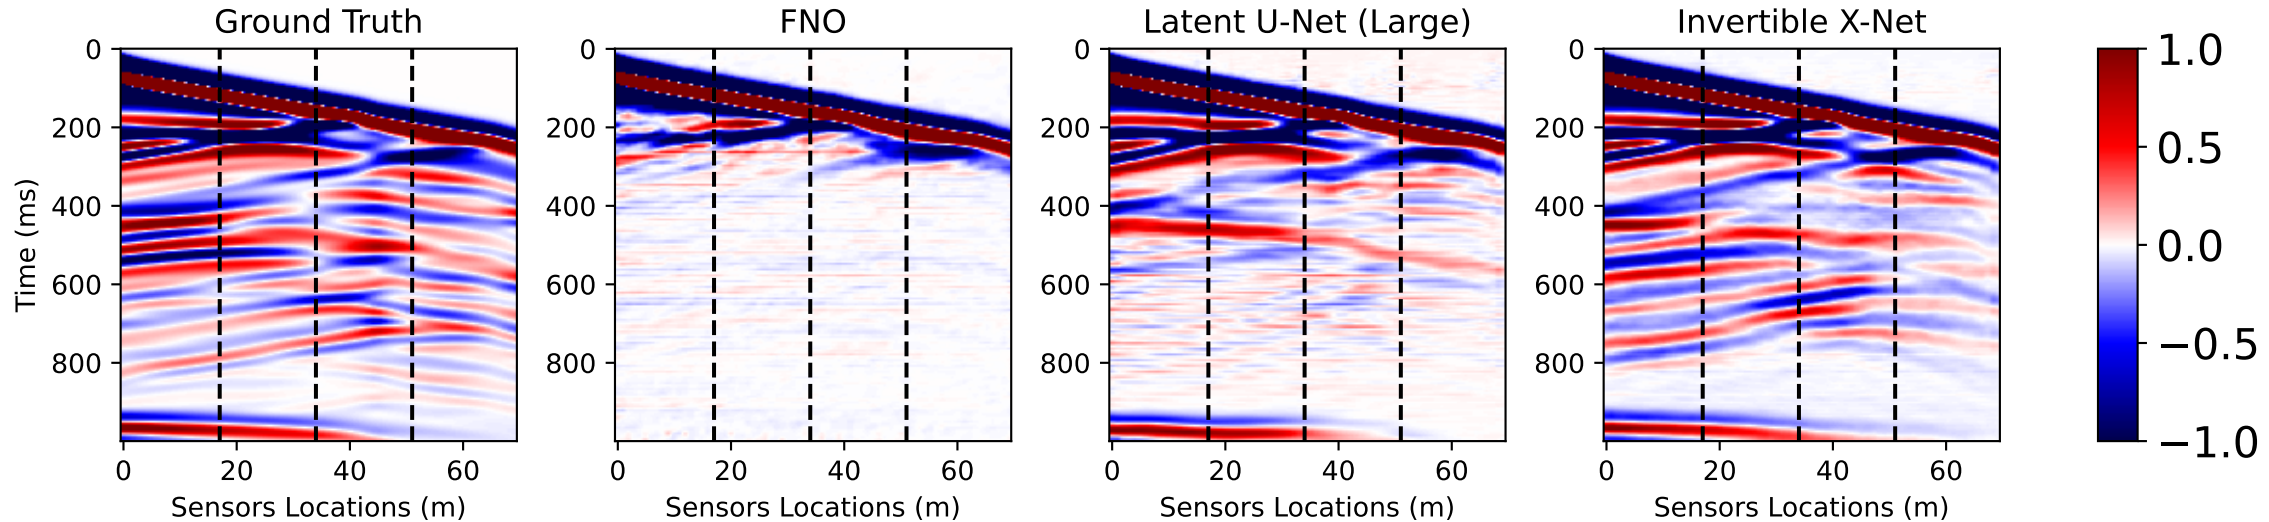 Ground Truth
FNO
Latent U-Net (Large)
Invertible X-Net
0
200
400
600
800
Time (ms)
0 20 40 60
Sensors Locations (m)
0
200
400
600
800
0 20 40 60
Sensors Locations (m)
0
200
400
600
800
0 20 40 60
Sensors Locations (m)
0
200
400
600
800
0 20 40 60
Sensors Locations (m)
1.0
0.5
0.0
−0.5
−1.0